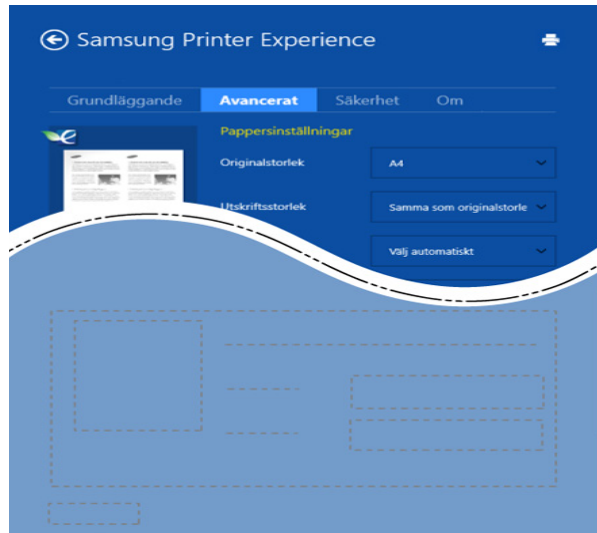 Samsung Printer Experience
Grundläggande Avancerat Säkerhet Om
Pappersinställningar
Originalstorlek A4
Utskriftsstorlek Samma som originalstorle
Välj automatiskt